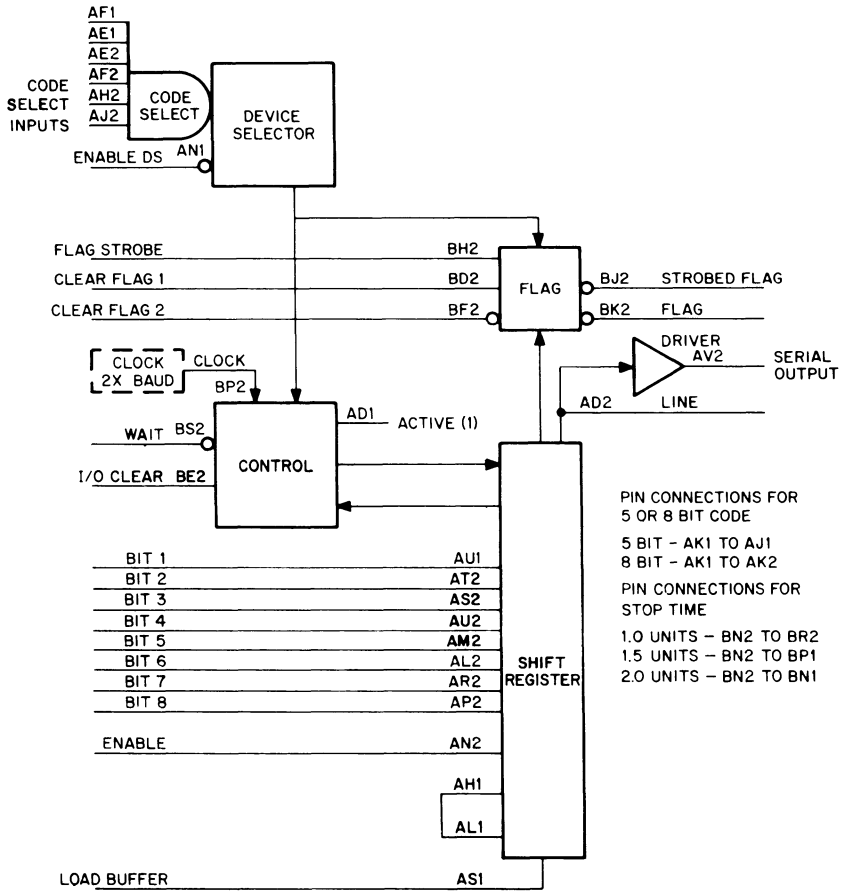 AF1
AE1
AE2
AF2
AH2
AJ2
CODE
SELECT
INPUTS
CODE
SELECT
DEVICE
SELECTOR
ENABLE DS AN1
FLAG STROBE BH2
CLEAR FLAG 1 BD2
CLEAR FLAG 2 BF2
FLAG
BJ2 STROBED FLAG
BK2 FLAG
DRIVER
AV2
SERIAL
OUTPUT
AD2 LINE
CLOCK
2X BAUD
CLOCK
BP2
WAIT BS2
I/O CLEAR BE2
CONTROL
AD1
ACTIVE (1)
BIT 1 AU1
BIT 2 AT2
BIT 3 AS2
BIT 4 AU2
BIT 5 AM2
BIT 6 AL2
BIT 7 AR2
BIT 8 AP2
ENABLE AN2
AH1
AL1
LOAD BUFFER AS1
SHIFT
REGISTER
PIN CONNECTIONS FOR
5 OR 8 BIT CODE
5 BIT – AK1 TO AJ1
8 BIT – AK1 TO AK2
PIN CONNECTIONS FOR
STOP TIME
1.0 UNITS – BN2 TO BR2
1.5 UNITS – BN2 TO BP1
2.0 UNITS – BN2 TO BN1